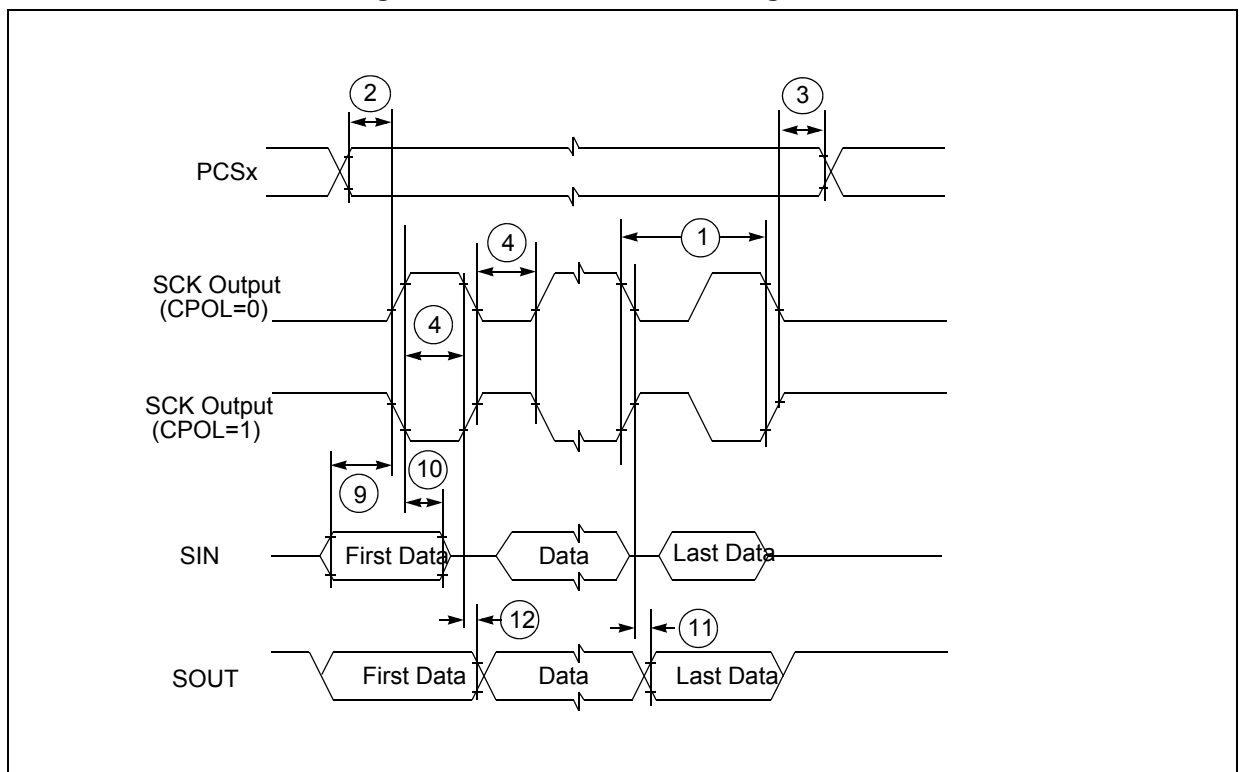 2
3
PCSx
4
1
SCK Output
(CPOL=0)
4
SCK Output
(CPOL=1)
9
10
SIN
First Data
Data
Last Data
12
11
SOUT
First Data
Data
Last Data